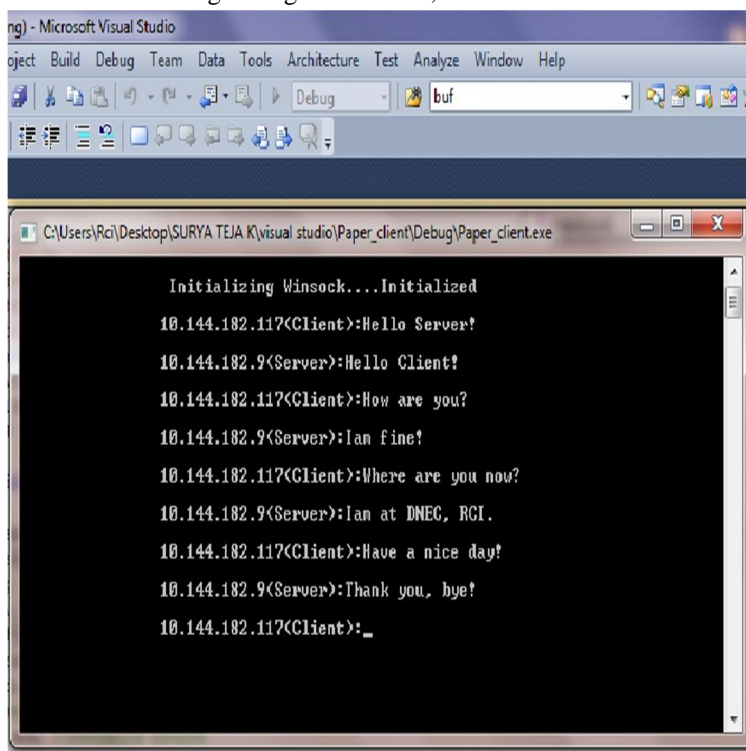 ng) - Microsoft Visual Studio
oject Build Debug Team Data Tools Architecture Test Analyze Window Help
Debug buf
C:\Users\Rci\Desktop\SURYA TEJA K\visual studio\Paper_client\Debug\Paper_client.exe
Initializing Winsock....Initialized
10.144.182.117(Client):Hello Server!
10.144.182.9(Server):Hello Client!
10.144.182.117(Client):How are you?
10.144.182.9(Server):Iam fine!
10.144.182.117(Client):Where are you now?
10.144.182.9(Server):Iam at DNEC, RCI.
10.144.182.117(Client):Have a nice day!
10.144.182.9(Server):Thank you, bye!
10.144.182.117(Client):_